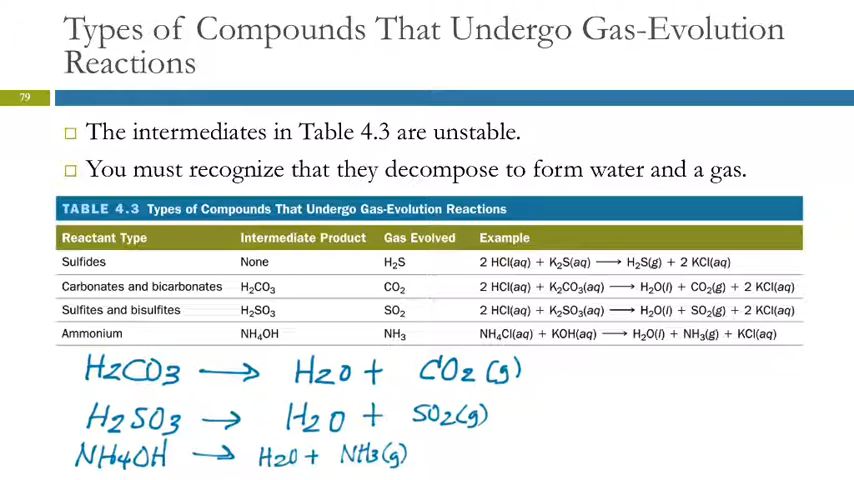 Types of Compounds That Undergo Gas-Evolution
Reactions
79
The intermediates in Table 4.3 are unstable.
You must recognize that they decompose to form water and a gas.
TABLE 4.3 Types of Compounds That Undergo Gas-Evolution Reactions
Reactant Type Intermediate Product Gas Evolved Example
Sulfides None H₂S 2 HCl(aq) + K₂S(aq) ⟶ H₂S(g) + 2 KCl(aq)
Carbonates and bicarbonates H₂CO₃ CO₂ 2 HCl(aq) + K₂CO₃(aq) ⟶ H₂O(l) + CO₂(g) + 2 KCl(aq)
Sulfites and bisulfites H₂SO₃ SO₂ 2 HCl(aq) + K₂SO₃(aq) ⟶ H₂O(l) + SO₂(g) + 2 KCl(aq)
Ammonium NH₄OH NH₃ NH₄Cl(aq) + KOH(aq) ⟶ H₂O(l) + NH₃(g) + KCl(aq)
H2CO3 ⟶ H2O + CO2(g)
H2SO3 ⟶ H2O + SO2(g)
NH4OH ⟶ H2O + NH3(g)